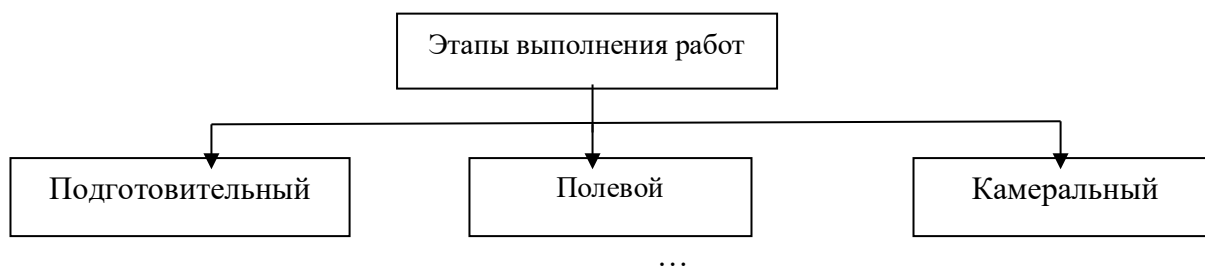 Этапы выполнения работ
Подготовительный
Полевой
Камеральный
…